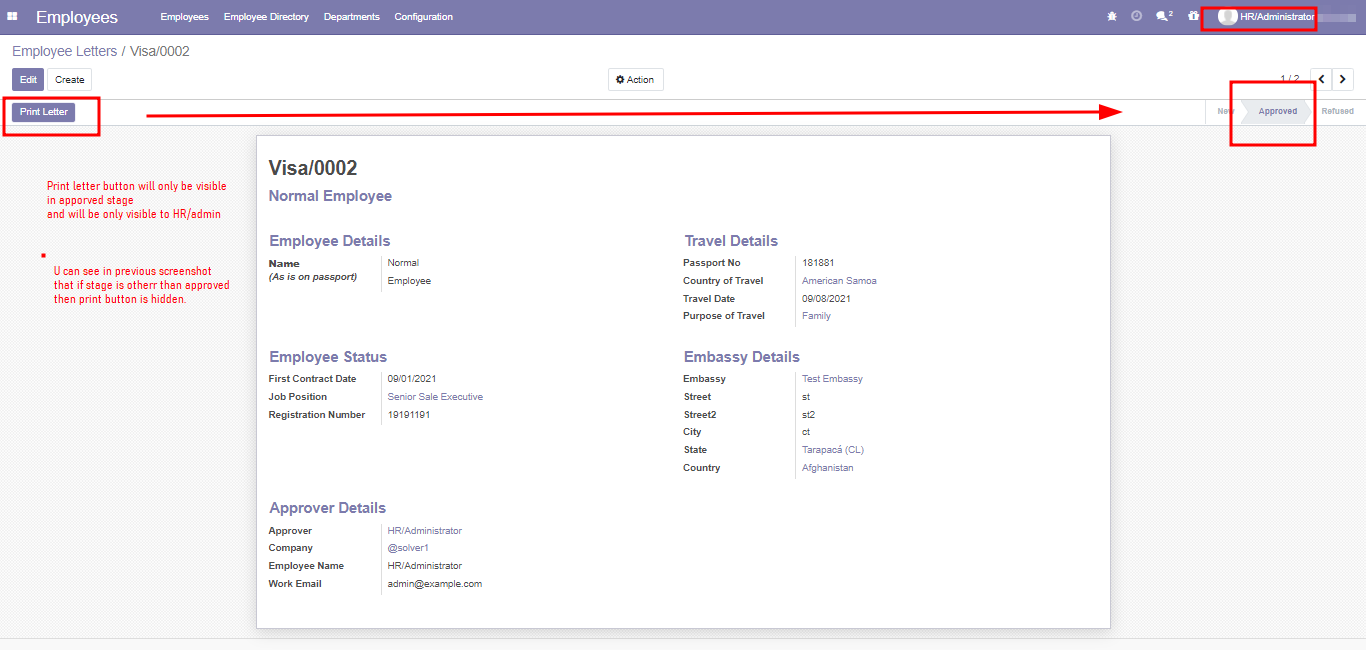 Employees Employees Employee Directory Departments Configuration 2 HR/Administrator
Employee Letters / Visa/0002
Edit Create Action 1 / 2
Print Letter New Approved Refused
Print letter button will only be visible
in apporved stage
and will be only visible to HR/admin
U can see in previous screenshot
that if stage is otherr than approved
then print button is hidden.
Visa/0002
Normal Employee
Employee Details
Name Normal
(As is on passport) Employee
Travel Details
Passport No 181881
Country of Travel American Samoa
Travel Date 09/08/2021
Purpose of Travel Family
Employee Status
First Contract Date 09/01/2021
Job Position Senior Sale Executive
Registration Number 19191191
Embassy Details
Embassy Test Embassy
Street st
Street2 st2
City ct
State Tarapacá (CL)
Country Afghanistan
Approver Details
Approver HR/Administrator
Company @solver1
Employee Name HR/Administrator
Work Email admin@example.com